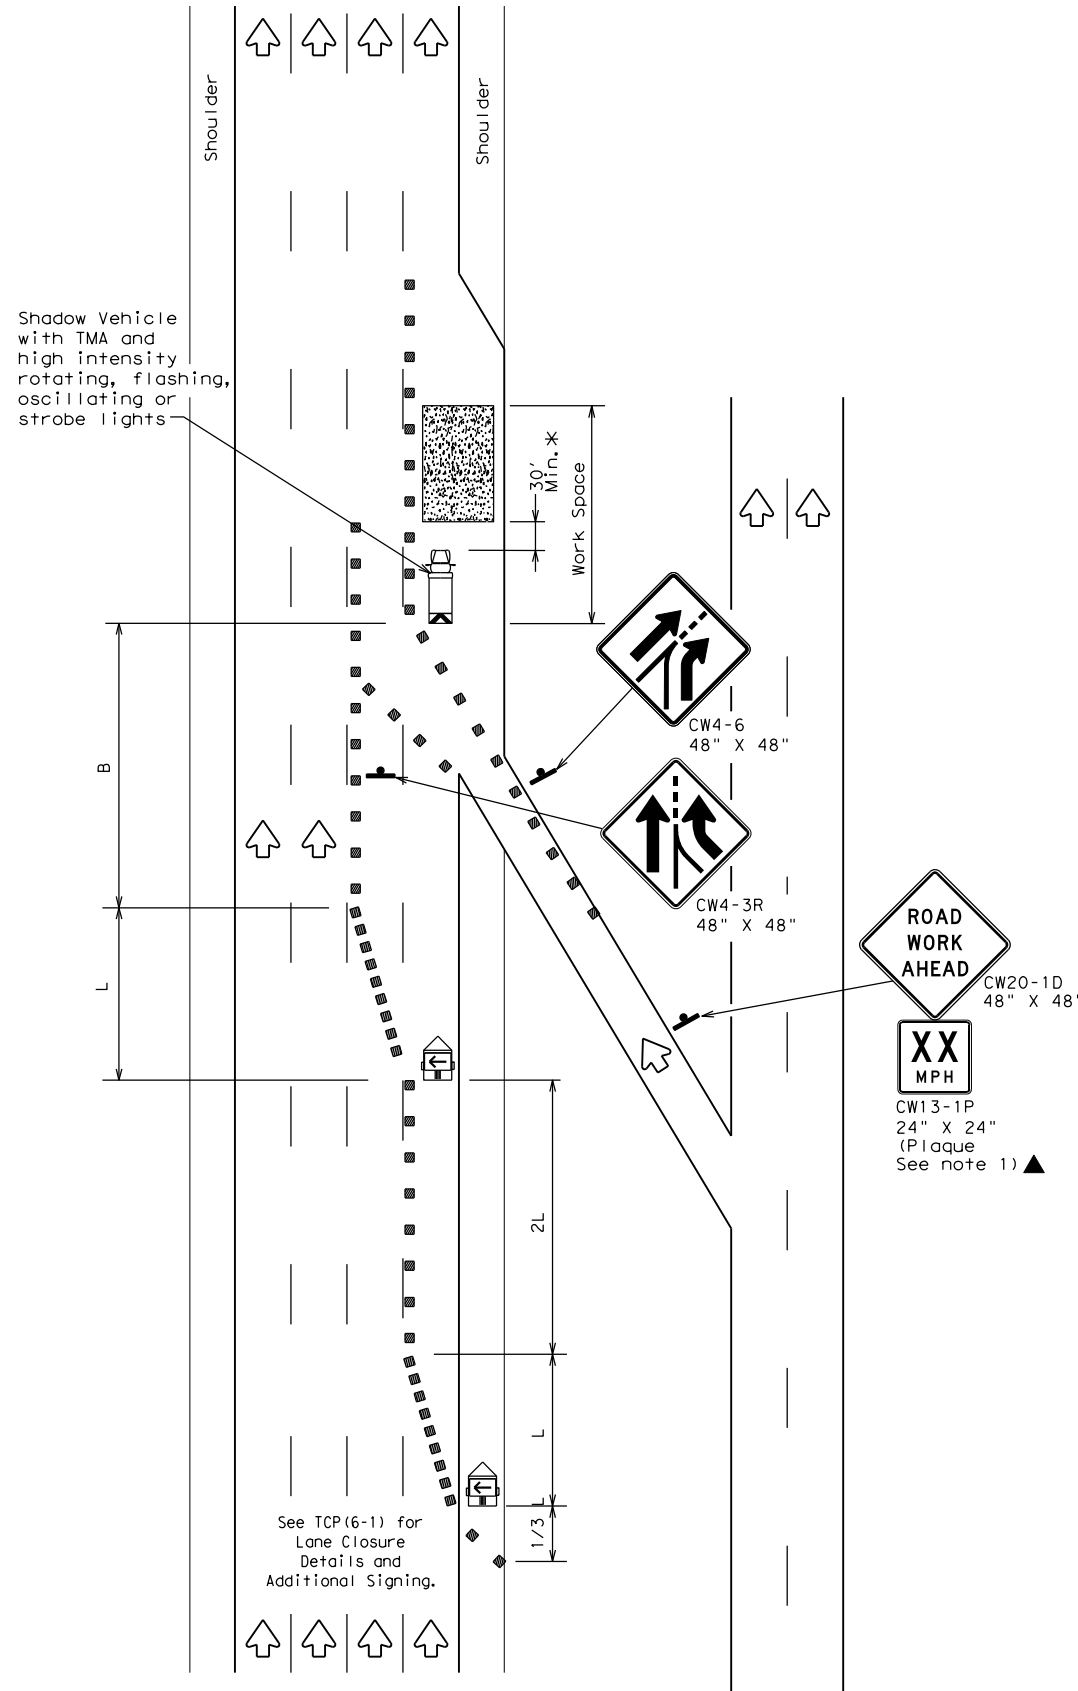 Shoulder
Shoulder
Shadow Vehicle
with TMA and
high intensity
rotating, flashing,
oscillating or
strobe lights
30'
Min.*
Work Space
CW4-6
48" X 48"
B
CW4-3R
48" X 48"
ROAD
WORK
AHEAD
CW20-1D
48" X 48"
L
XX
MPH
CW13-1P
24" X 24"
(Plaque
See note 1)▲
2L
L
1/3 L
See TCP(6-1) for
Lane Closure
Details and
Additional Signing.